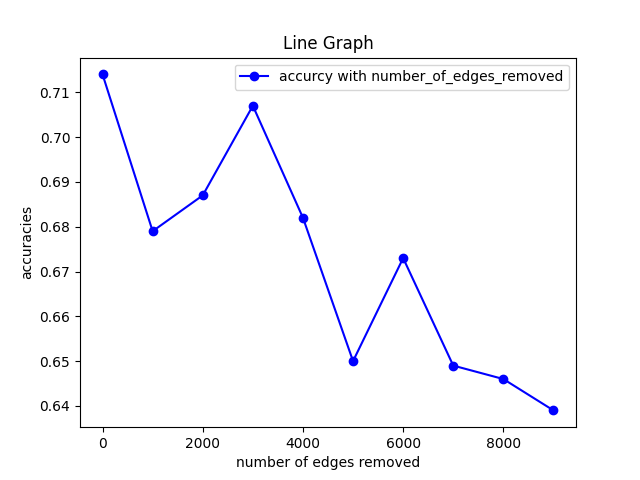 Line Graph
accurcy with number_of_edges_removed
accuracies
0.71
0.70
0.69
0.68
0.67
0.66
0.65
0.64
0 2000 4000 6000 8000
number of edges removed